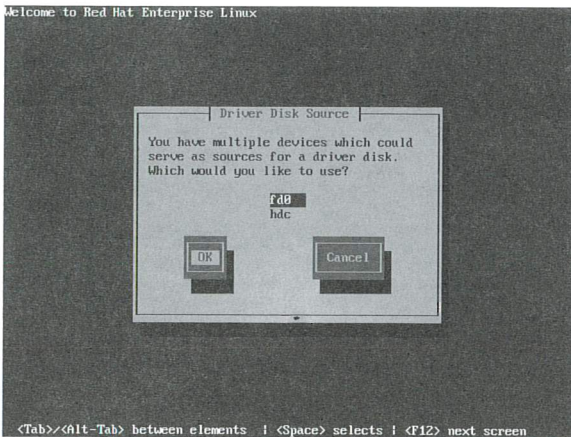 Welcome to Red Hat Enterprise Linux
Driver Disk Source
You have multiple devices which could
serve as sources for a driver disk.
Which would you like to use?
fd0
hdc
OK
Cancel
<Tab>/<Alt-Tab> between elements | <Space> selects | <F12> next screen